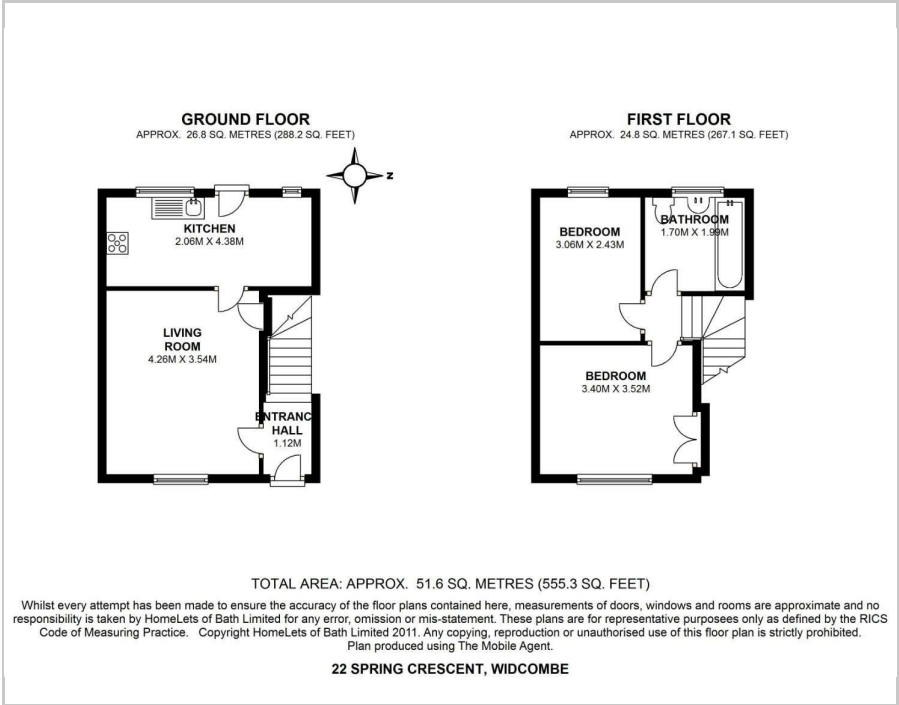 GROUND FLOOR
APPROX. 26.8 SQ. METRES (288.2 SQ. FEET)
FIRST FLOOR
APPROX. 24.8 SQ. METRES (267.1 SQ. FEET)
Z
KITCHEN
2.06M X 4.38M
LIVING
ROOM
4.26M X 3.54M
ENTRANC
HALL
1.12M
BEDROOM
3.06M X 2.43M
BATHROOM
1.70M X 1.99M
BEDROOM
3.40M X 3.52M
TOTAL AREA: APPROX. 51.6 SQ. METRES (555.3 SQ. FEET)
Whilst every attempt has been made to ensure the accuracy of the floor plans contained here, measurements of doors, windows and rooms are approximate and no
responsibility is taken by HomeLets of Bath Limited for any error, omission or mis-statement. These plans are for representative purposees only as defined by the RICS
Code of Measuring Practice. Copyright HomeLets of Bath Limited 2011. Any copying, reproduction or unauthorised use of this floor plan is strictly prohibited.
Plan produced using The Mobile Agent.
22 SPRING CRESCENT, WIDCOMBE